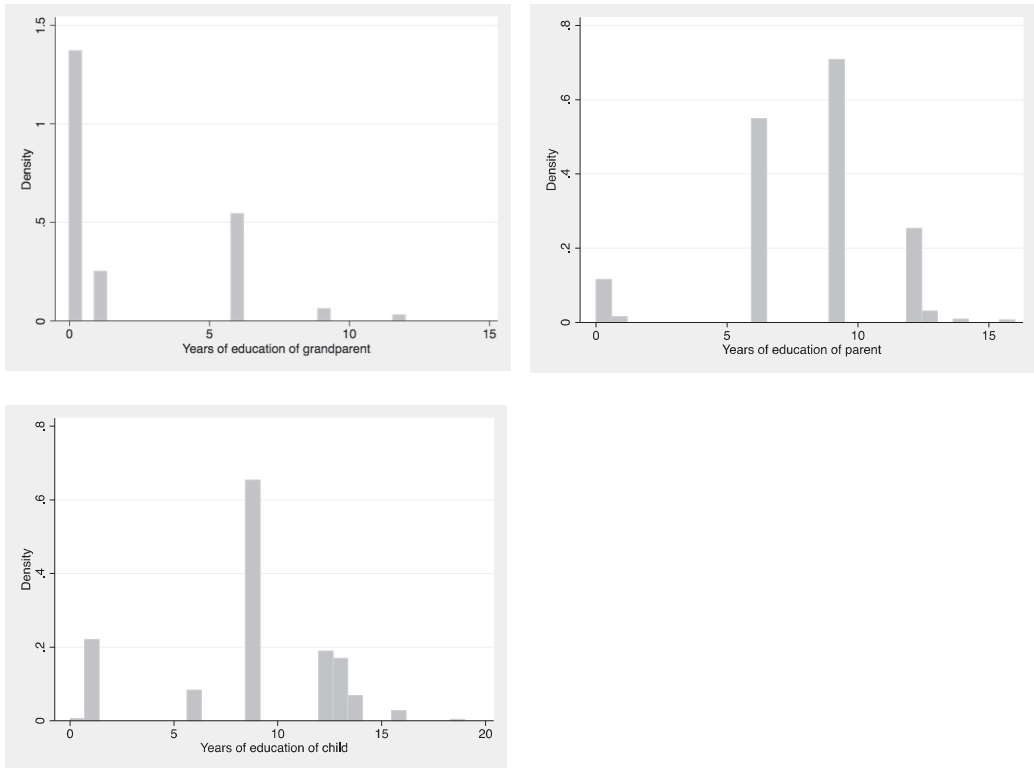 1.5
1
.5
0
Density
0 5 10 15
Years of education of grandparent
.8
.6
.4
.2
0
Density
0 5 10 15
Years of education of parent
.8
.6
.4
.2
0
Density
0 5 10 15 20
Years of education of child